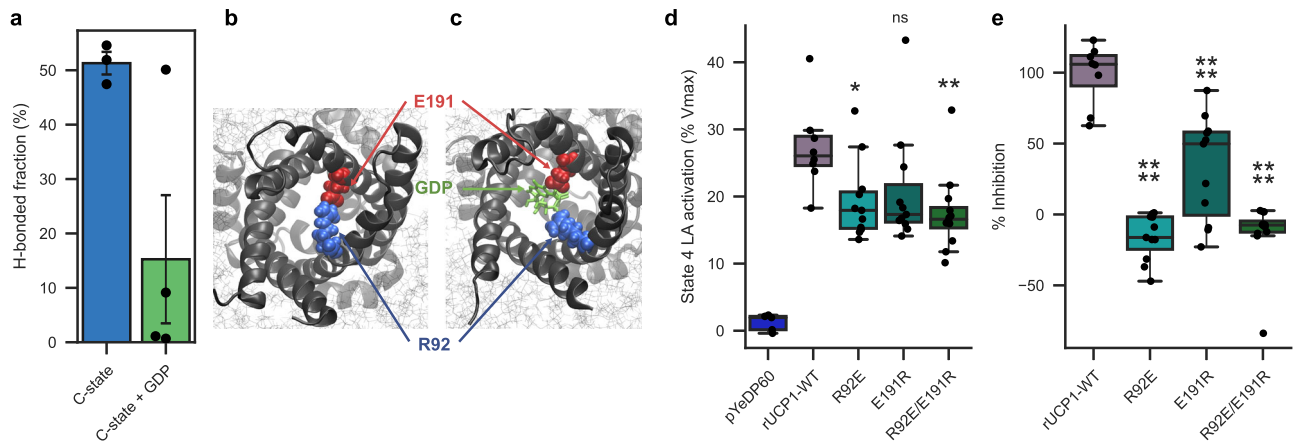 a
H-bonded fraction (%)
50
40
30
20
10
0
C-state
C-state + GDP
b
c
E191
GDP
R92
d
State 4 LA activation (% Vmax)
40
30
20
10
0
*
ns
**
pYeDP60
rUCP1-WT
R92E
E191R
R92E/E191R
e
% Inhibition
100
50
0
−50
**
**
**
**
**
**
rUCP1-WT
R92E
E191R
R92E/E191R